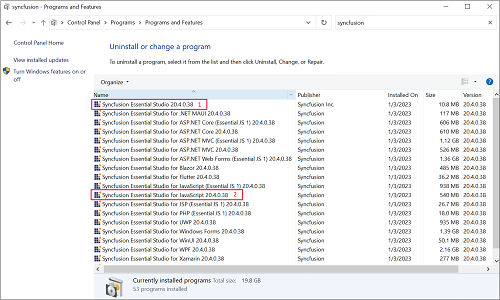 syncfusion - Programs and Features
Control Panel > Programs > Programs and Features
syncfusion
Control Panel Home
View installed updates
Turn Windows features on or off
Uninstall or change a program
To uninstall a program, select it from the list and then click Uninstall, Change, or Repair.
Organize
Name Publisher Installed On Size Version
Syncfusion Essential Studio 20.4.0.38 1 Syncfusion Inc. 1/3/2023 10.8 MB 20.4.0.38
Syncfusion Essential Studio for .NET MAUI 20.4.0.38 Syncfusion 1/3/2023 117 MB 20.4.0.38
Syncfusion Essential Studio for ASP.NET Core (Essential JS 1) 20.4.0.38 Syncfusion 1/3/2023 606 MB 20.4.0.38
Syncfusion Essential Studio for ASP.NET Core 20.4.0.38 Syncfusion 1/3/2023 610 MB 20.4.0.38
Syncfusion Essential Studio for ASP.NET MVC (Essential JS 1) 20.4.0.38 Syncfusion 1/3/2023 1.12 GB 20.4.0.38
Syncfusion Essential Studio for ASP.NET MVC 20.4.0.38 Syncfusion 1/3/2023 526 MB 20.4.0.38
Syncfusion Essential Studio for ASP.NET Web Forms (Essential JS 1) 20.4.0.38 Syncfusion 1/3/2023 1.36 GB 20.4.0.38
Syncfusion Essential Studio for Blazor 20.4.0.38 Syncfusion 1/3/2023 485 MB 20.4.0.38
Syncfusion Essential Studio for Flutter 20.4.0.38 Syncfusion 1/3/2023 36.2 MB 20.4.0.38
Syncfusion Essential Studio for JavaScript (Essential JS 1) 20.4.0.38 Syncfusion 1/3/2023 938 MB 20.4.0.38
Syncfusion Essential Studio for JavaScript 20.4.0.38 2 Syncfusion 1/3/2023 540 MB 20.4.0.38
Syncfusion Essential Studio for JSP (Essential JS 1) 20.4.0.38 Syncfusion 1/3/2023 26.7 MB 20.4.0.38
Syncfusion Essential Studio for PHP (Essential JS 1) 20.4.0.38 Syncfusion 1/3/2023 18.0 MB 20.4.0.38
Syncfusion Essential Studio for UWP 20.4.0.38 Syncfusion 1/3/2023 935 MB 20.4.0.38
Syncfusion Essential Studio for Windows Forms 20.4.0.38 Syncfusion 1/3/2023 1.39 GB 20.4.0.38
Syncfusion Essential Studio for WinUI 20.4.0.38 Syncfusion 1/3/2023 50.1 MB 20.4.0.38
Syncfusion Essential Studio for WPF 20.4.0.38 Syncfusion 1/3/2023 2.16 GB 20.4.0.38
Syncfusion Essential Studio for Xamarin 20.4.0.38 Syncfusion 1/3/2023 277 MB 20.4.0.38
Currently installed programs Total size: 19.8 GB
53 programs installed